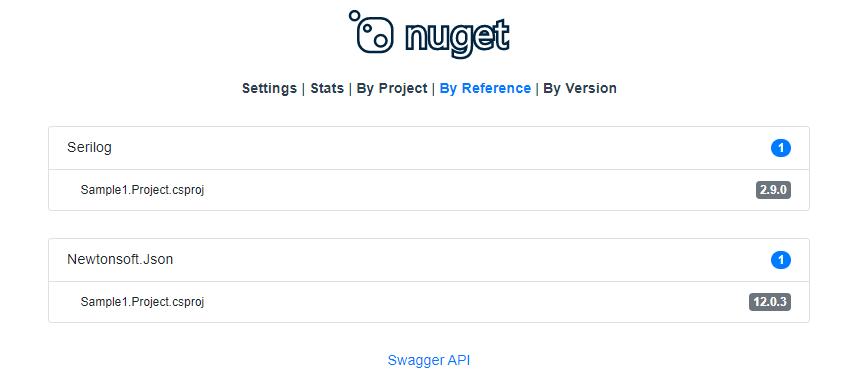 nuget
Settings | Stats | By Project | By Reference | By Version
Serilog 1
Sample1.Project.csproj 2.9.0
Newtonsoft.Json 1
Sample1.Project.csproj 12.0.3
Swagger API